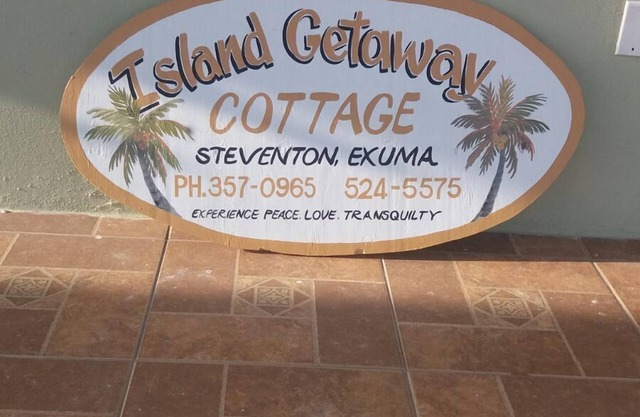 Island Getaway
COTTAGE
STEVENTON, EXUMA
PH.357-0965 524-5575
EXPERIENCE PEACE. LOVE. TRANSQUILTY